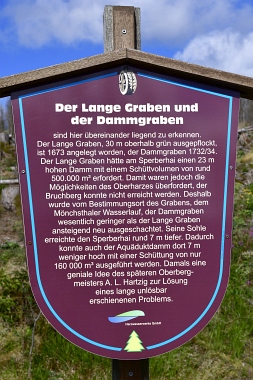 Der Lange Graben und
der Dammgraben
sind hier übereinander liegend zu erkennen.
Der Lange Graben, 30 m oberhalb grün ausgepflockt,
ist 1673 angelegt worden, der Dammgraben 1732/34.
Der Lange Graben hätte am Sperberhai einen 23 m
hohen Damm mit einem Schüttvolumen von rund
500.000 m³ erfordert. Damit waren jedoch die
Möglichkeiten des Oberharzes überfordert, der
Bruchberg konnte nicht erreicht werden. Deshalb
wurde vom Bestimmungsort des Grabens, dem
Mönchsthaler Wasserlauf, der Dammgraben
wesentlich geringer als der Lange Graben
ansteigend neu ausgeschachtet. Seine Sohle
erreichte den Sperberhai rund 7 m tiefer. Dadurch
konnte auch der Aquäduktdamm dort 7 m
weniger hoch mit einer Schüttung von nur
160 000 m³ ausgeführt werden. Damals eine
geniale Idee des späteren Oberberg-
meisters A. L. Hartzig zur Lösung
eines lange unlösbar
erschienenen Problems.
Harzwasserwerke GmbH